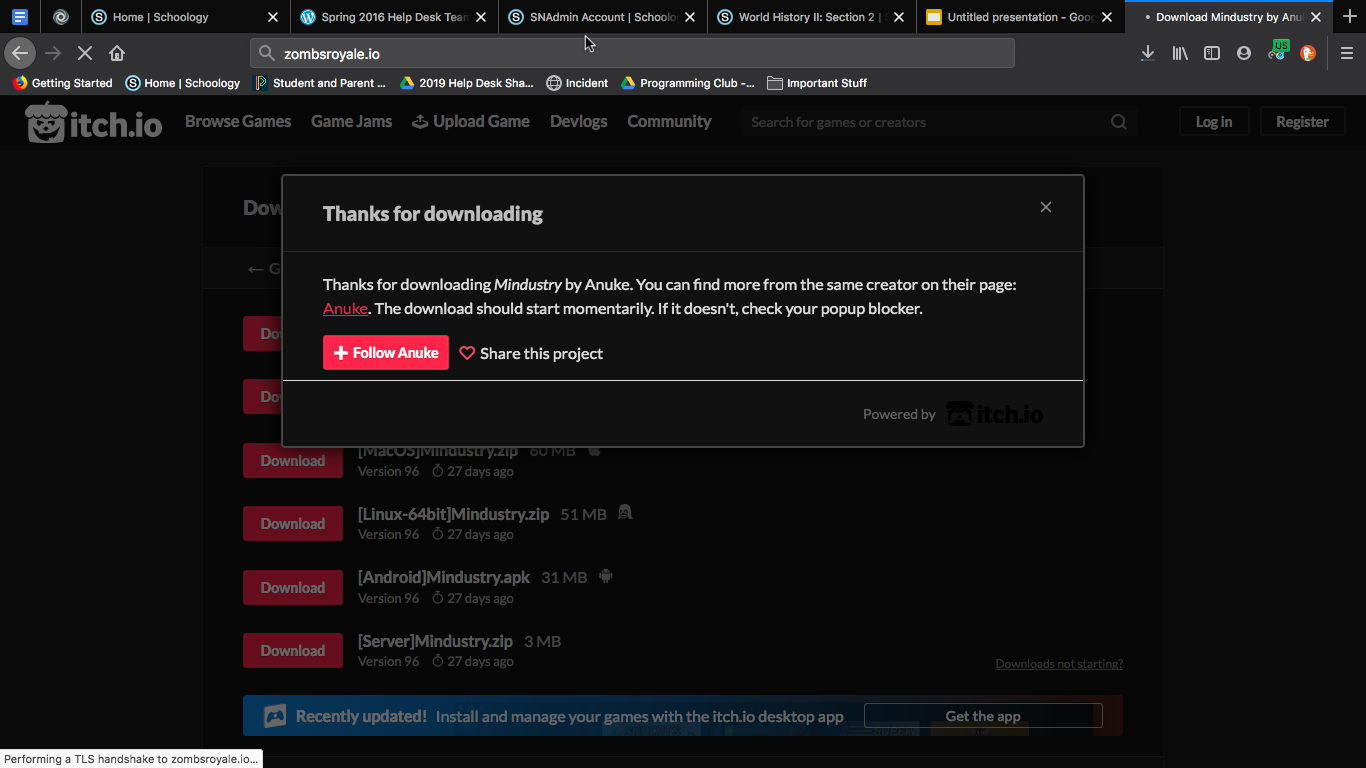 Home | Schoology
Spring 2016 Help Desk Tean
SNAdmin Account | Schoolo
World History II: Section 2 |
Untitled presentation - Goog
Download Mindustry by Anu
zombsroyale.io
US
Getting Started
Home | Schoology
Student and Parent ...
2019 Help Desk Sha...
Incident
Programming Club -...
Important Stuff
itch.io
Browse Games
Game Jams
Upload Game
Devlogs
Community
Search for games or creators
Log in
Register
Dow
Thanks for downloading
← G
Thanks for downloading Mindustry by Anuke. You can find more from the same creator on their page:
Anuke. The download should start momentarily. If it doesn't, check your popup blocker.
Do
Follow Anuke
Share this project
Do
Powered by itch.io
Download
[MacOS]Mindustry.zip 60 MB
Version 96 27 days ago
Download
[Linux-64bit]Mindustry.zip 51 MB
Version 96 27 days ago
Download
[Android]Mindustry.apk 31 MB
Version 96 27 days ago
Download
[Server]Mindustry.zip 3 MB
Version 96 27 days ago
Downloads not starting?
Recently updated! Install and manage your games with the itch.io desktop app
Get the app
Performing a TLS handshake to zombsroyale.io...